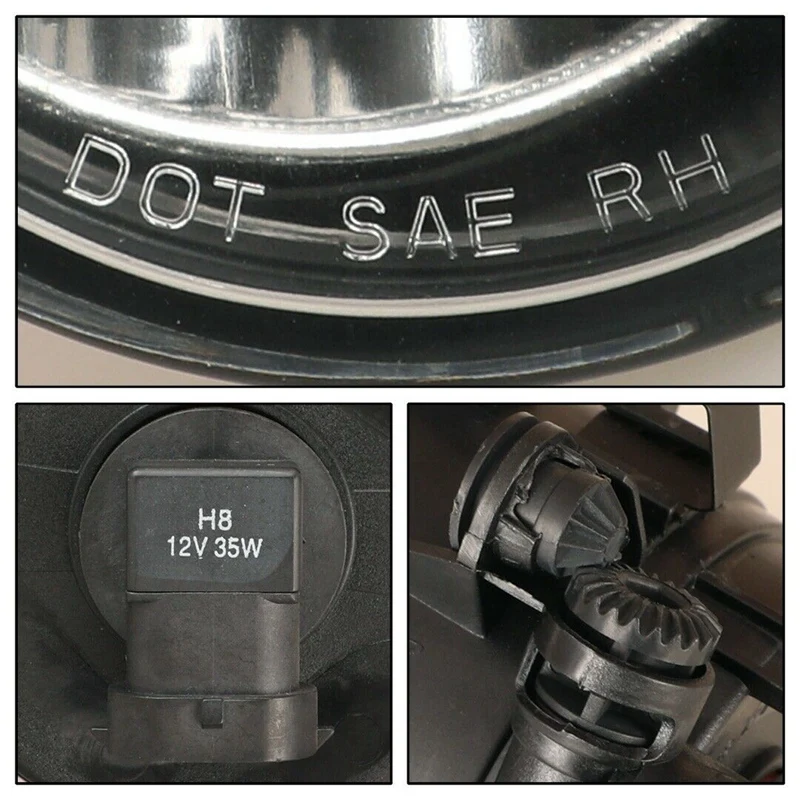 DOT SAE RH
H8
12V 35W